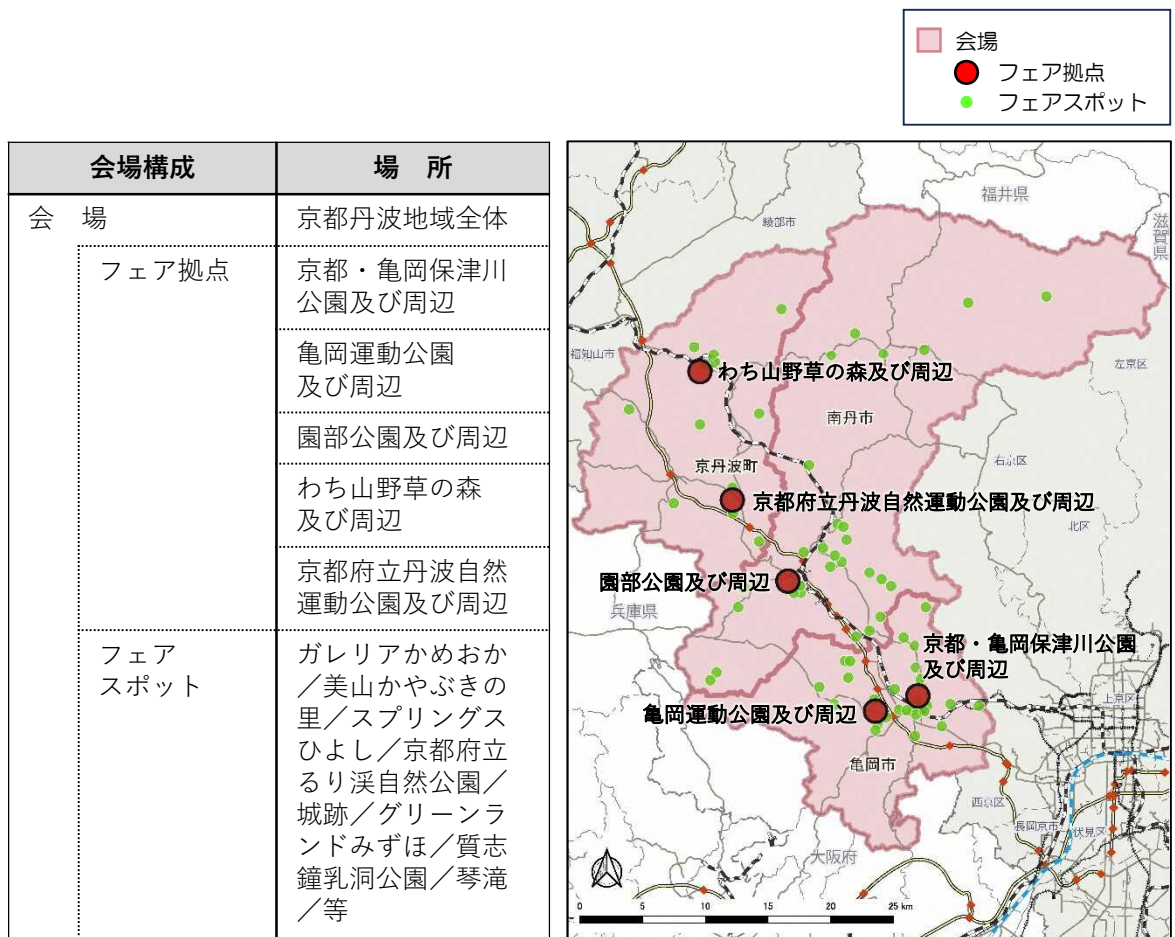 会場
フェア拠点
フェアスポット
会場構成
場　所
会　場
京都丹波地域全体
フェア拠点
京都・亀岡保津川
公園及び周辺
亀岡運動公園
及び周辺
園部公園及び周辺
わち山野草の森
及び周辺
京都府立丹波自然
運動公園及び周辺
フェア
スポット
ガレリアかめおか
／美山かやぶきの
里／スプリングス
ひよし／京都府立
るり渓自然公園／
城跡／グリーンラ
ンドみずほ／質志
鐘乳洞公園／琴滝
／等
福井県
滋賀県
綾部市
福知山市
左京区
わち山野草の森及び周辺
南丹市
右京区
京丹波町
京都府立丹波自然運動公園及び周辺
北区
園部公園及び周辺
兵庫県
京都・亀岡保津川公園
及び周辺
上京区
亀岡運動公園及び周辺
亀岡市
西京区
長岡京市
伏見区
大阪府
0 5 10 15 20 25 km